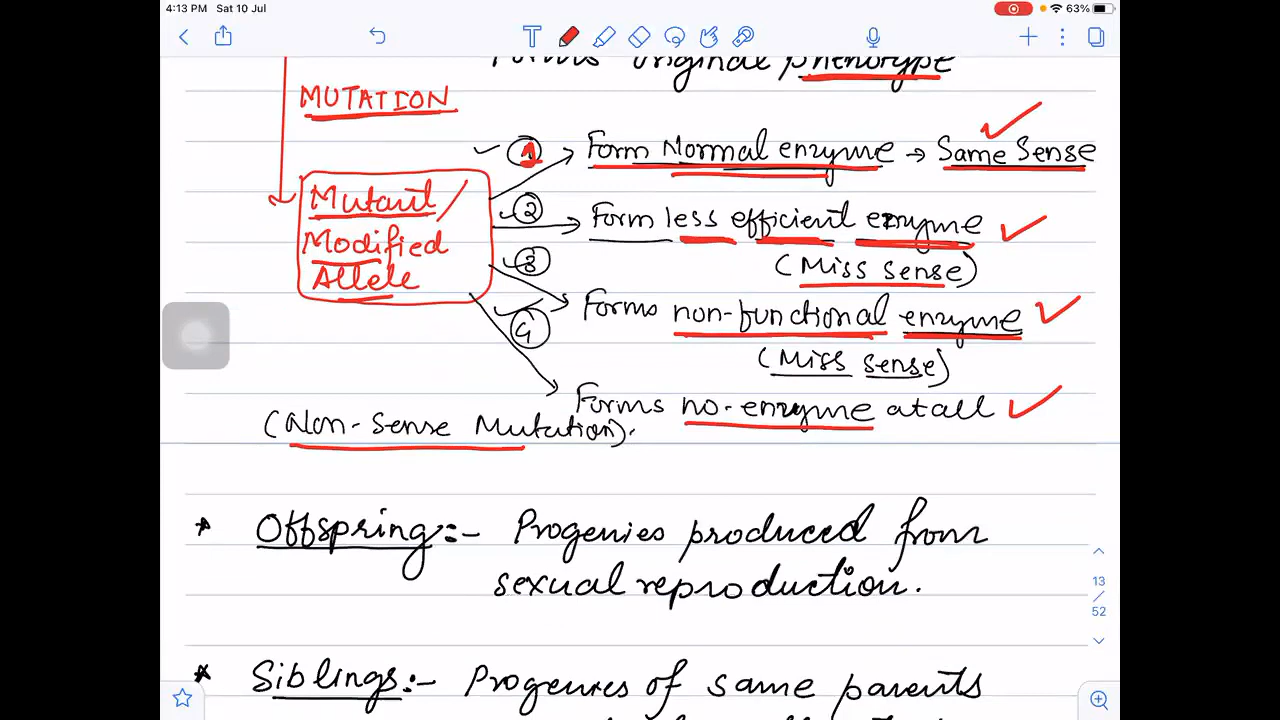 4:13 PM Sat 10 Jul 63%
Forms original phenotype
MUTATION
1 Form Normal enzyme → Same Sense
Mutant/
Modified
Allele
2 Form less efficient enzyme
(Miss sense)
3 Forms non-functional enzyme
(Miss sense)
4 Forms no-enzyme at all
(Non-Sense Mutation).
* Offspring:- Progenies produced from
sexual reproduction.
13
/
52
* Siblings:- Progenies of same parents